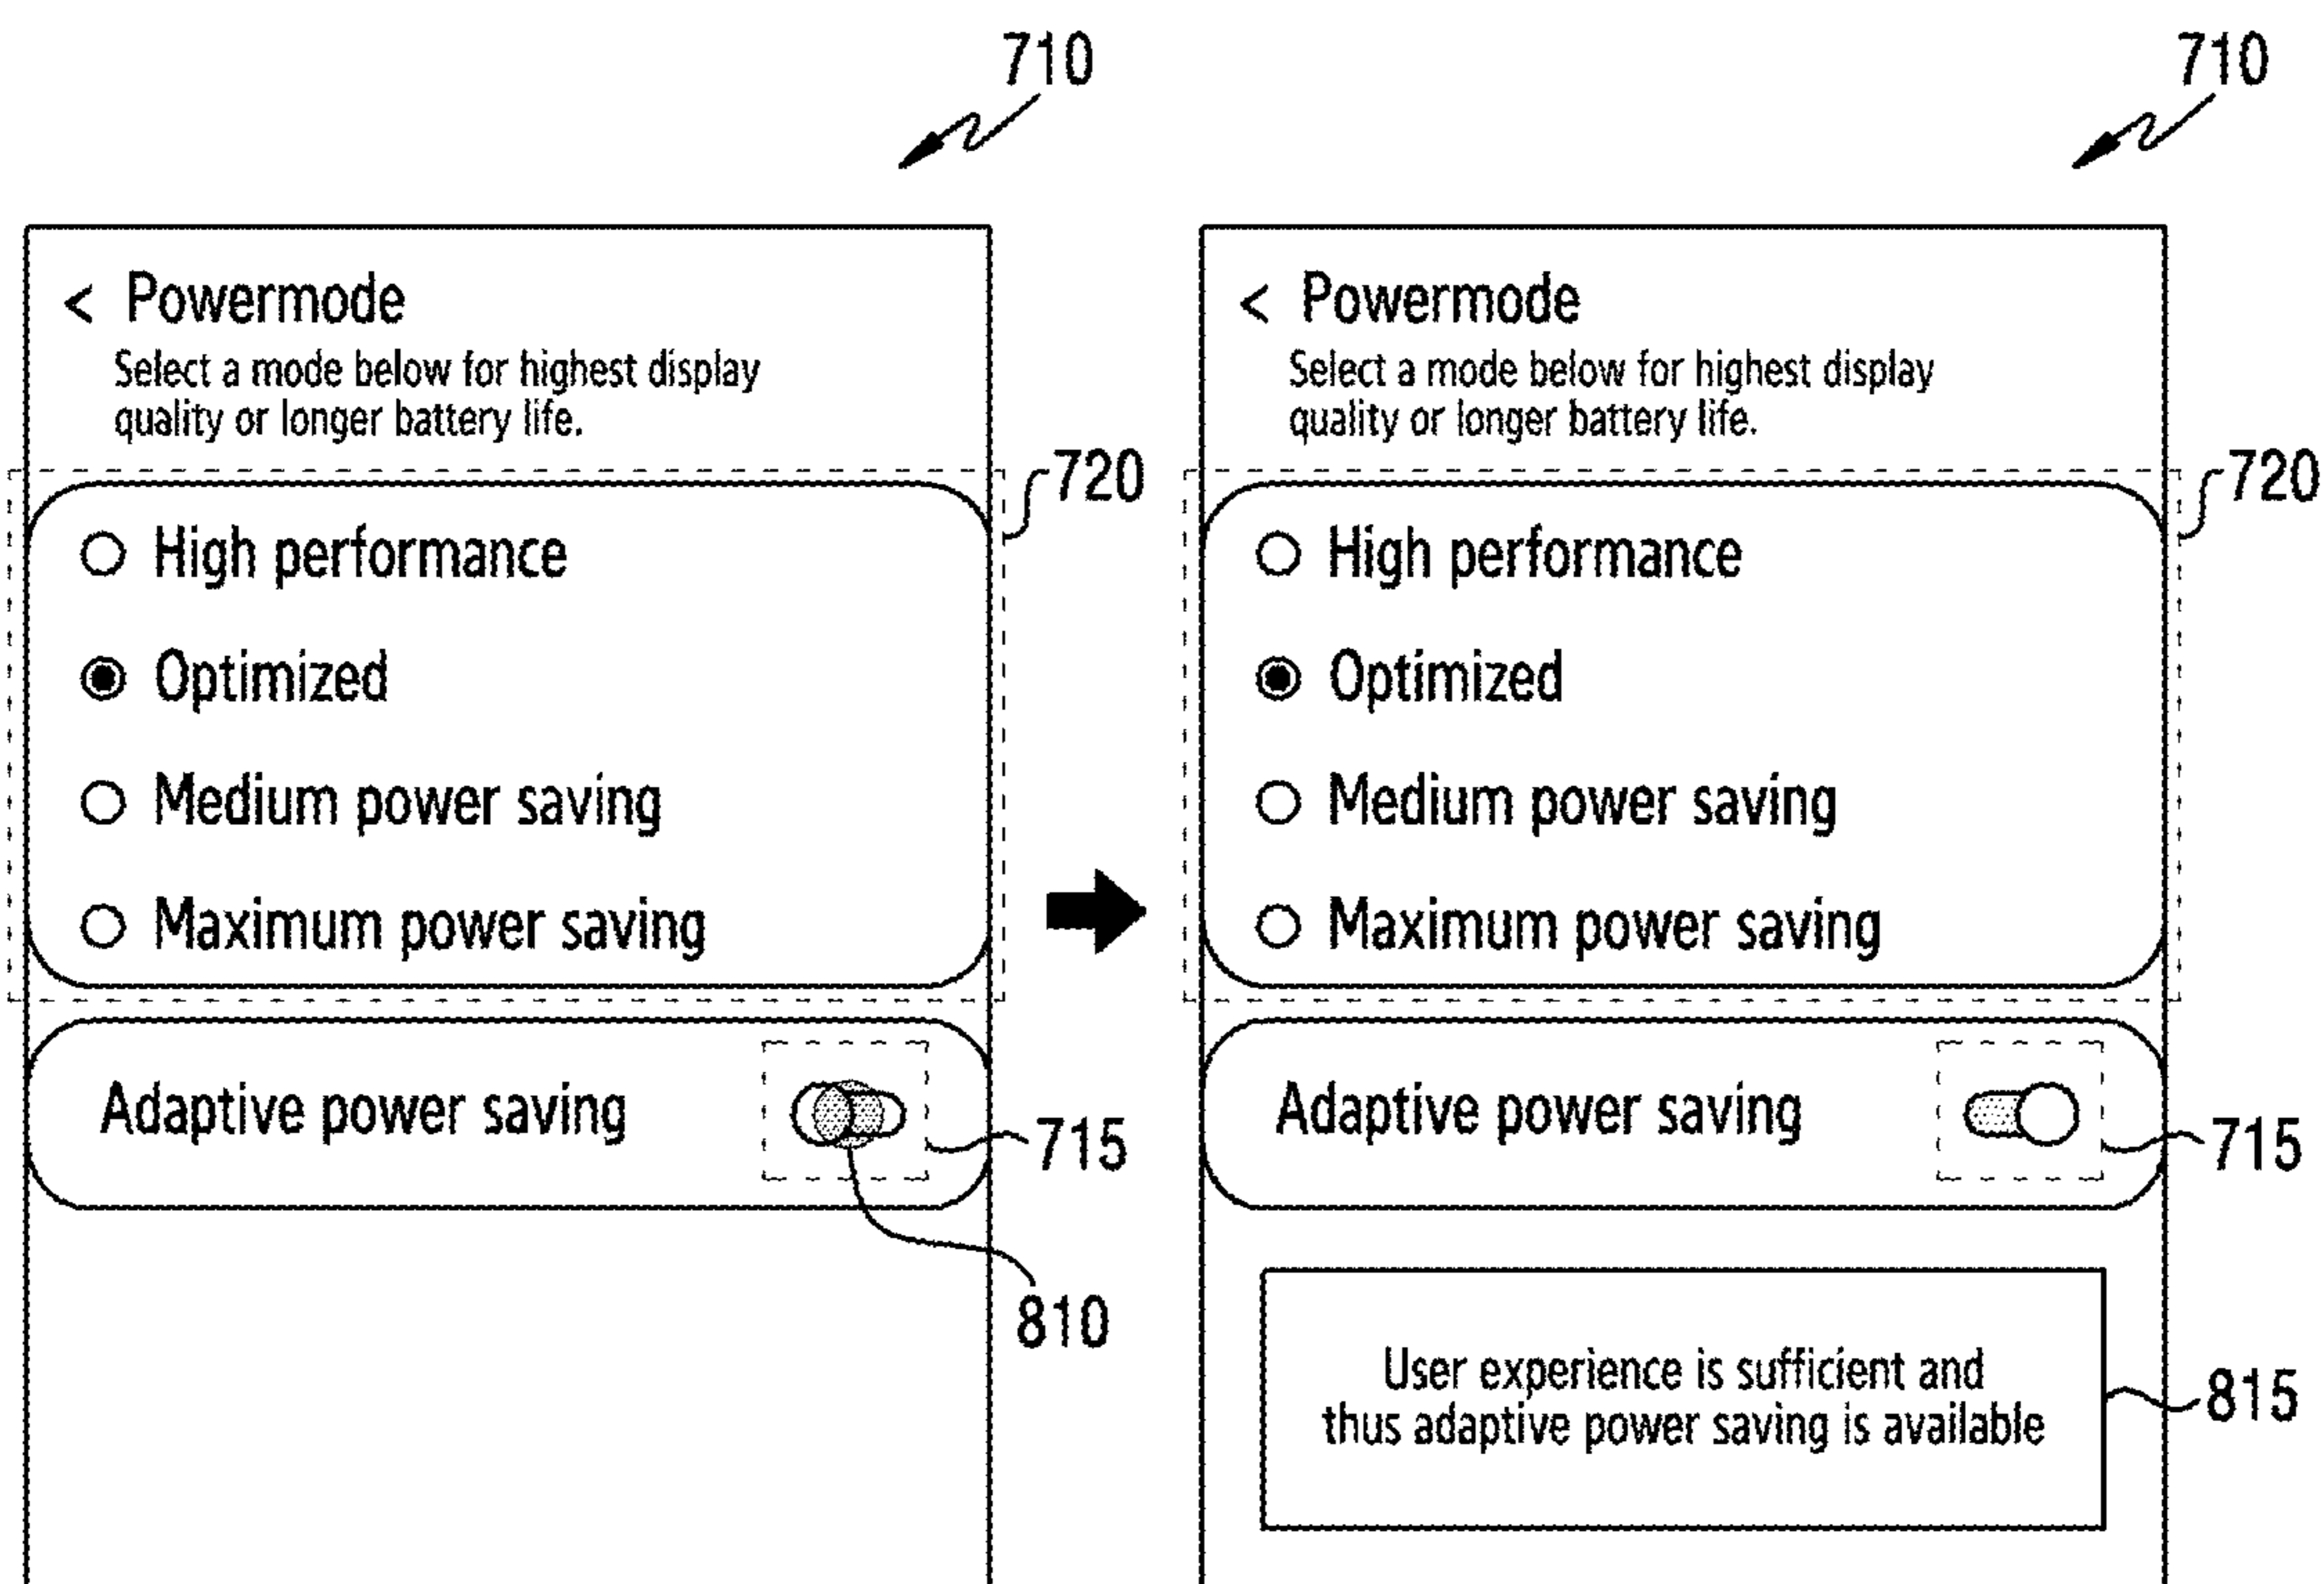 710
< Powermode
Select a mode below for highest display
quality or longer battery life.
720
High performance
Optimized
Medium power saving
Maximum power saving
Adaptive power saving
715
810
710
< Powermode
Select a mode below for highest display
quality or longer battery life.
720
High performance
Optimized
Medium power saving
Maximum power saving
Adaptive power saving
715
User experience is sufficient and
thus adaptive power saving is available
815